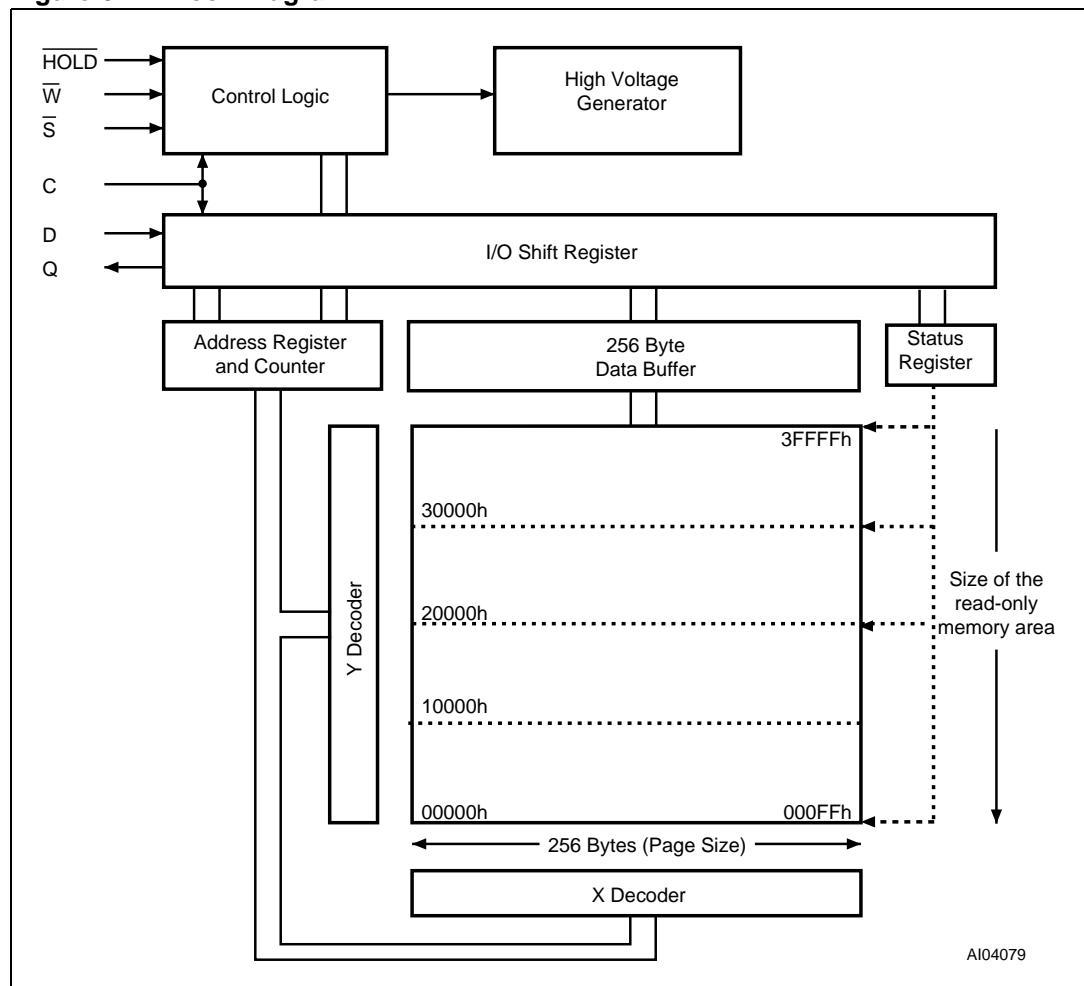 HOLD
W
S
C
D
Q
Control Logic
High Voltage
Generator
I/O Shift Register
Address Register
and Counter
256 Byte
Data Buffer
Status
Register
Y Decoder
3FFFFh
30000h
20000h
10000h
00000h
000FFh
Size of the
read-only
memory area
256 Bytes (Page Size)
X Decoder
AI04079